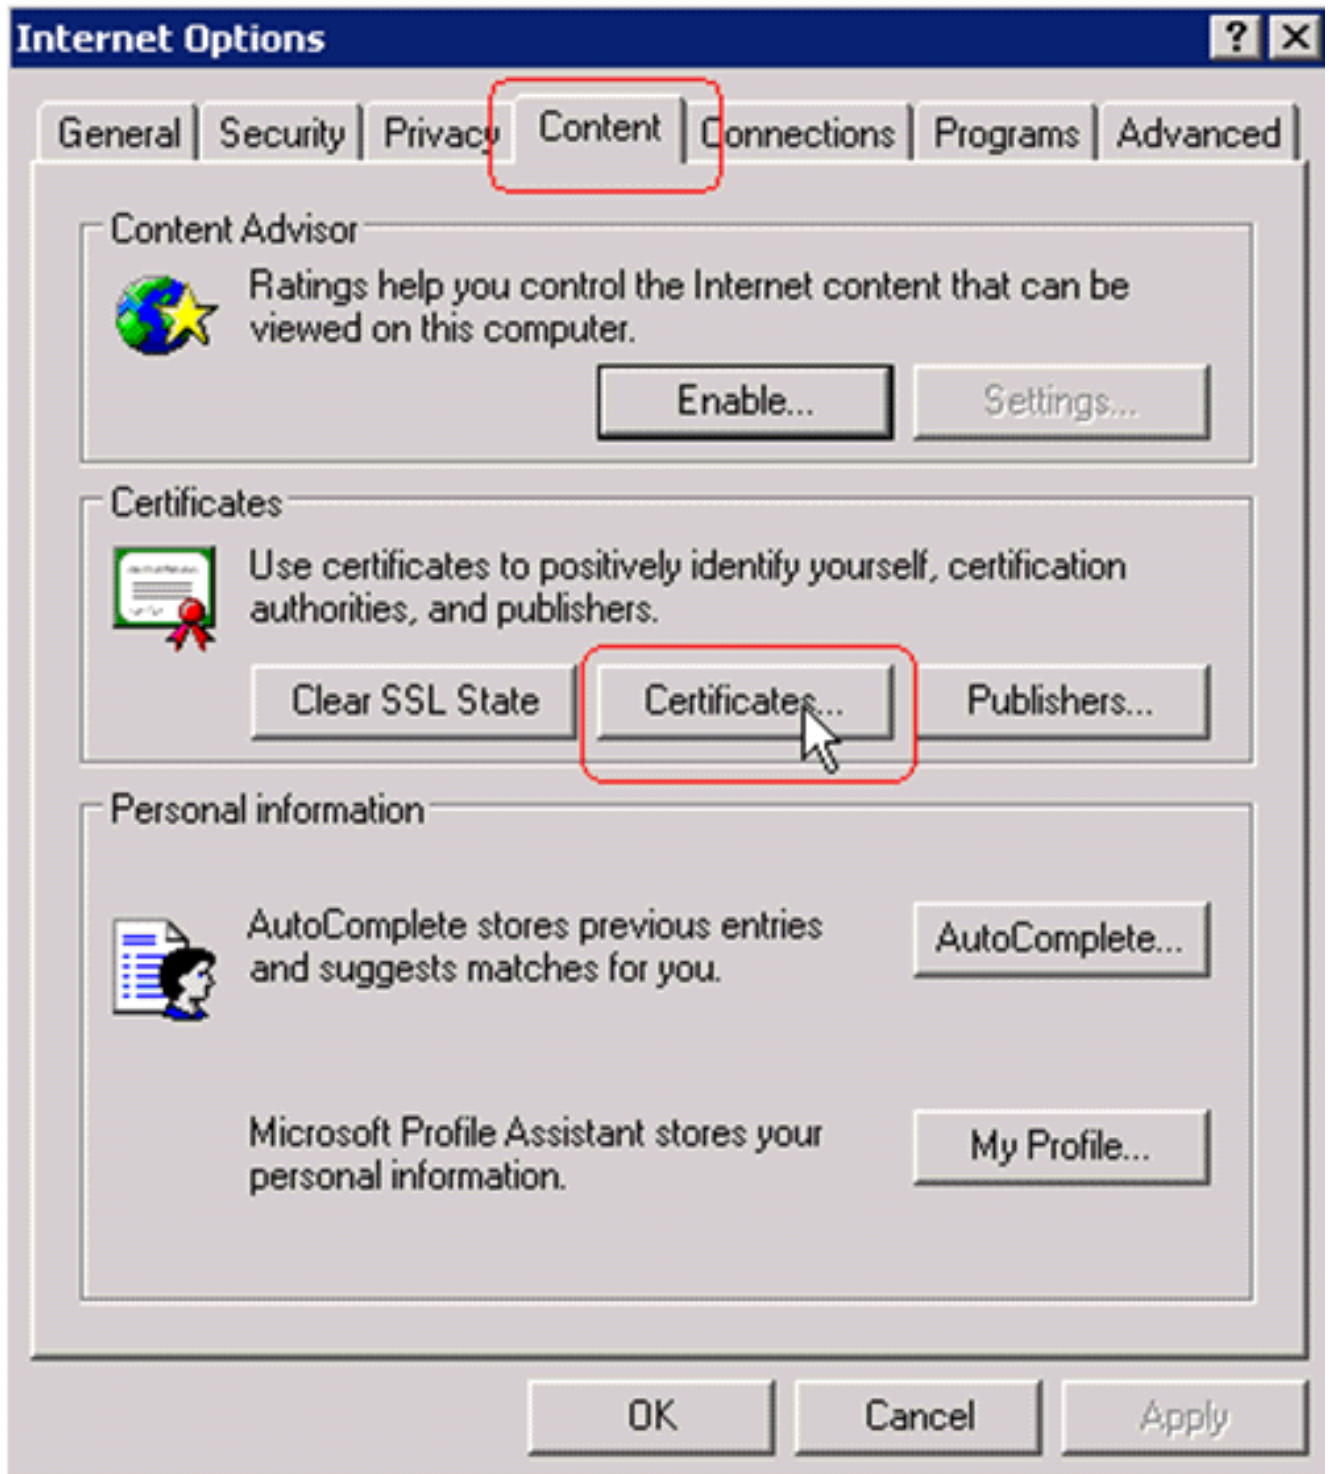 Internet Options
General Security Privacy Content Connections Programs Advanced
Content Advisor
Ratings help you control the Internet content that can be
viewed on this computer.
Enable... Settings...
Certificates
Use certificates to positively identify yourself, certification
authorities, and publishers.
Clear SSL State Certificates... Publishers...
Personal information
AutoComplete stores previous entries
and suggests matches for you.
AutoComplete...
Microsoft Profile Assistant stores your
personal information.
My Profile...
OK Cancel Apply